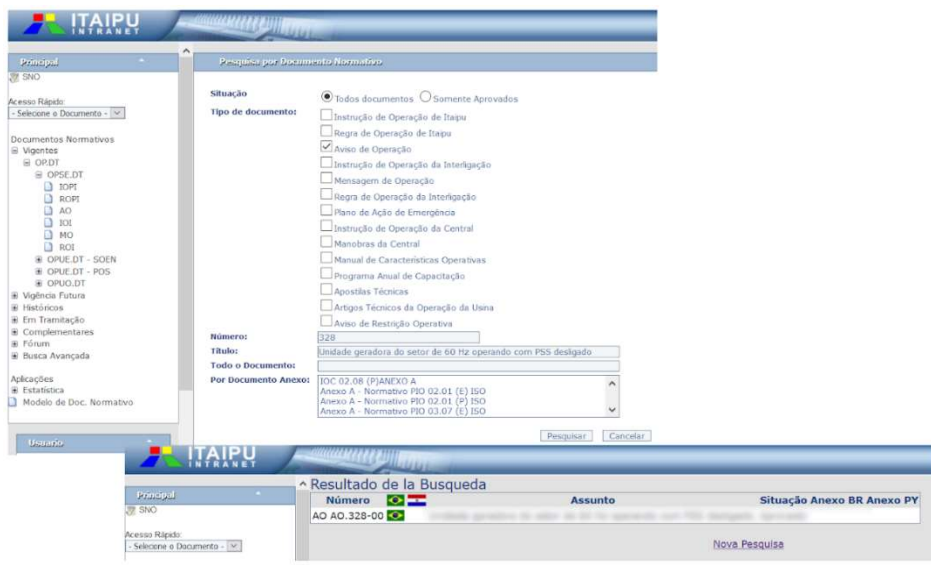 ITAIPU
INTRANET
Principal
SNO
Acesso Rápido:
- Selecione o Documento -
Documentos Normativos
Vigentes
OP.DT
OPSE.DT
IOPI
ROPI
AO
IOI
MO
ROI
OPUE.DT - SOEN
OPUE.DT - POS
OPUO.DT
Vigência Futura
Históricos
Em Tramitação
Complementares
Fórum
Busca Avançada
Aplicações
Estatística
Modelo de Doc. Normativo
Usuario
Pesquisa por Documento Normativo
Situação
Todos documentos Somente Aprovados
Tipo de documento:
Instrução de Operação de Itaipu
Regra de Operação de Itaipu
Aviso de Operação
Instrução de Operação da Interligação
Mensagem de Operação
Regra de Operação da Interligação
Plano de Ação de Emergência
Instrução de Operação da Central
Manobras da Central
Manual de Características Operativas
Programa Anual de Capacitação
Apostilas Técnicas
Artigos Técnicos da Operação da Usina
Aviso de Restrição Operativa
Número: 328
Título: Unidade geradora do setor de 60 Hz operando com PSS desligado
Todo o Documento:
Por Documento Anexo: IOC 02.08 (P)ANEXO A
Anexo A - Normativo PIO 02.01 (E) ISO
Anexo A - Normativo PIO 02.01 (P) ISO
Anexo A - Normativo PIO 03.07 (E) ISO
Pesquisar Cancelar
ITAIPU
INTRANET
Principal
SNO
Acesso Rápido:
- Selecione o Documento -
Resultado de la Busqueda
Número Assunto Situação Anexo BR Anexo PY
AO AO.328-00
Nova Pesquisa